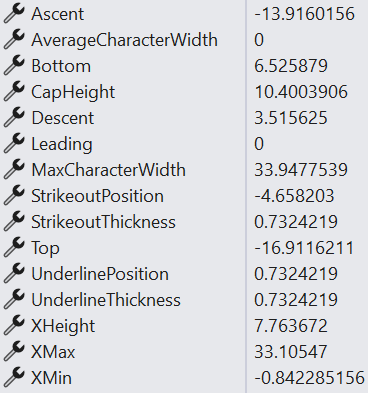 Ascent -13.9160156
AverageCharacterWidth 0
Bottom 6.525879
CapHeight 10.4003906
Descent 3.515625
Leading 0
MaxCharacterWidth 33.9477539
StrikeoutPosition -4.658203
StrikeoutThickness 0.7324219
Top -16.9116211
UnderlinePosition 0.7324219
UnderlineThickness 0.7324219
XHeight 7.763672
XMax 33.10547
XMin -0.842285156